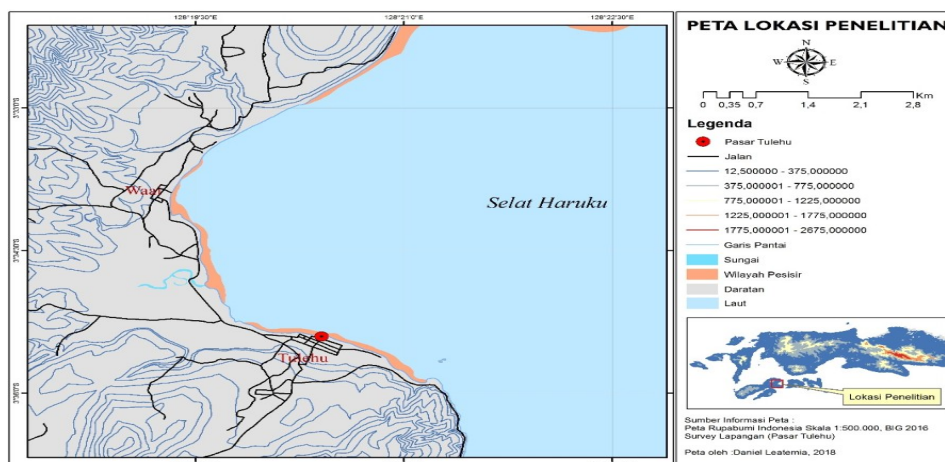 128°19'30"E
128°21'0"E
128°22'30"E
Waai
Selat Haruku
Tulehu
PETA LOKASI PENELITIAN
N
W
E
S
Km
0 0,35 0,7 1,4 2,1 2,8
Legenda
Pasar Tulehu
Jalan
12,500000 - 375,000000
375,000001 - 775,000000
775,000001 - 1225,000000
1225,000001 - 1775,000000
1775,000001 - 2675,000000
Garis Pantai
Sungai
Wilayah Pesisir
Daratan
Laut
Lokasi Penelitian
Sumber Informasi Peta :
Peta Rupabumi Indonesia Skala 1:500.000, BIG 2016
Survey Lapangan (Pasar Tulehu)
Peta oleh :Daniel Leatemia, 2018